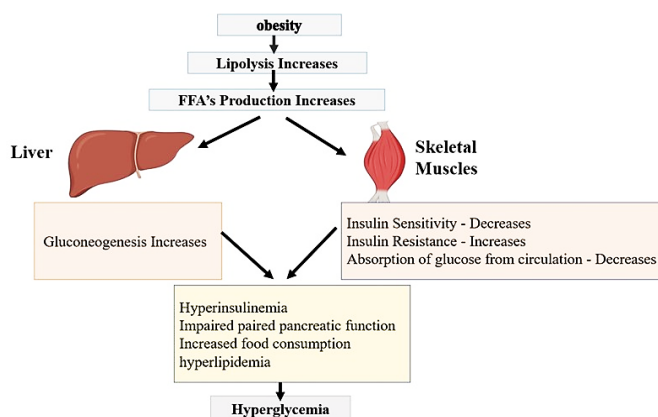 obesity
Lipolysis Increases
FFA's Production Increases
Liver
Sketetal
Muscles
Gluconeogenesis Increases
Insulin Sensitivity - Decreases
Insulin Resistance - Increases
Absorption of glucose from circulation - Decreases
Hyperinsulinemia
Impaired paired pancreatic function
Increased food consumption
hyperlipidemia
Hyperglycemia